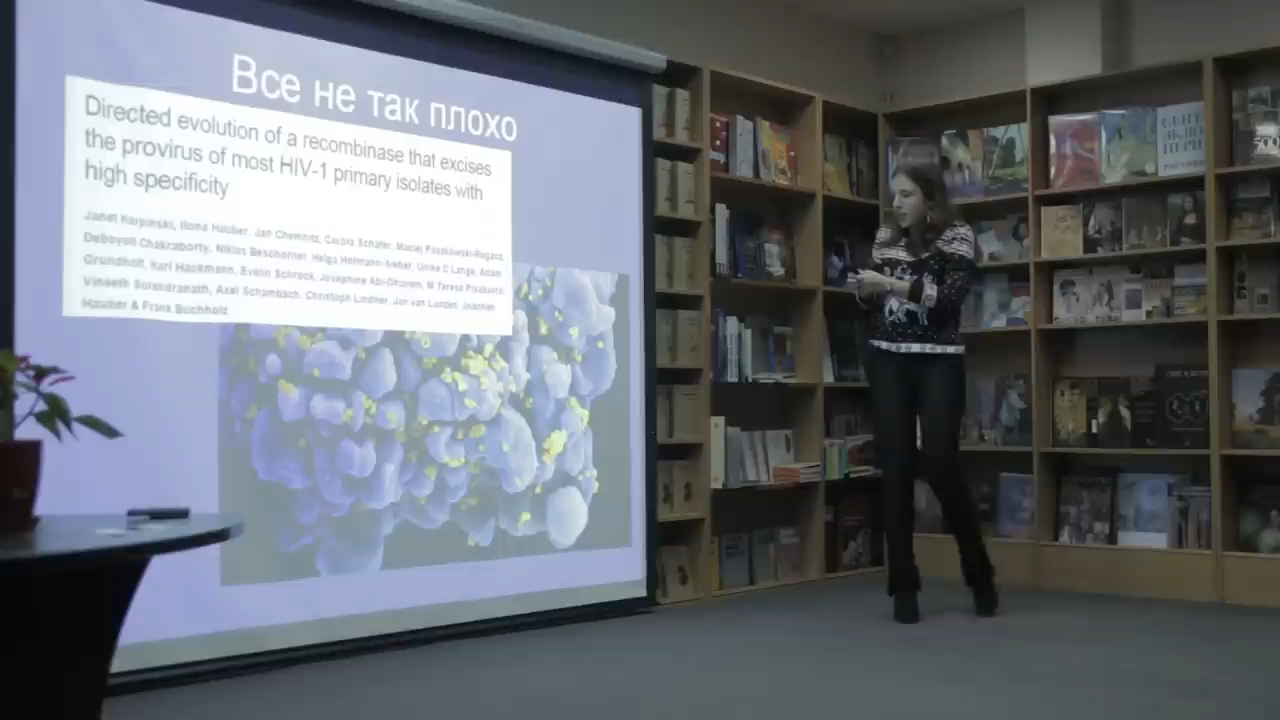 Все не так плохо
Directed evolution of a recombinase that excises
the provirus of most HIV-1 primary isolates with
high specificity
Janet Karpinski, Ilona Hauber, Jan Chemnitz, Carola Schäfer, Maciej Paszkowski-Rogacz,
Deboyoti Chakraborty, Niklas Beschorner, Helga Hofmann-Sieber, Ulrike C Lange, Adam
Grundhoff, Karl Hackmann, Evelin Schrock, Josephine Abi-Ghanem, M Teresa Pisabarro,
Vineeth Surendranath, Axel Schambach, Christoph Lindner, Jan van Lunzen, Joachim
Hauber & Frank Buchholz